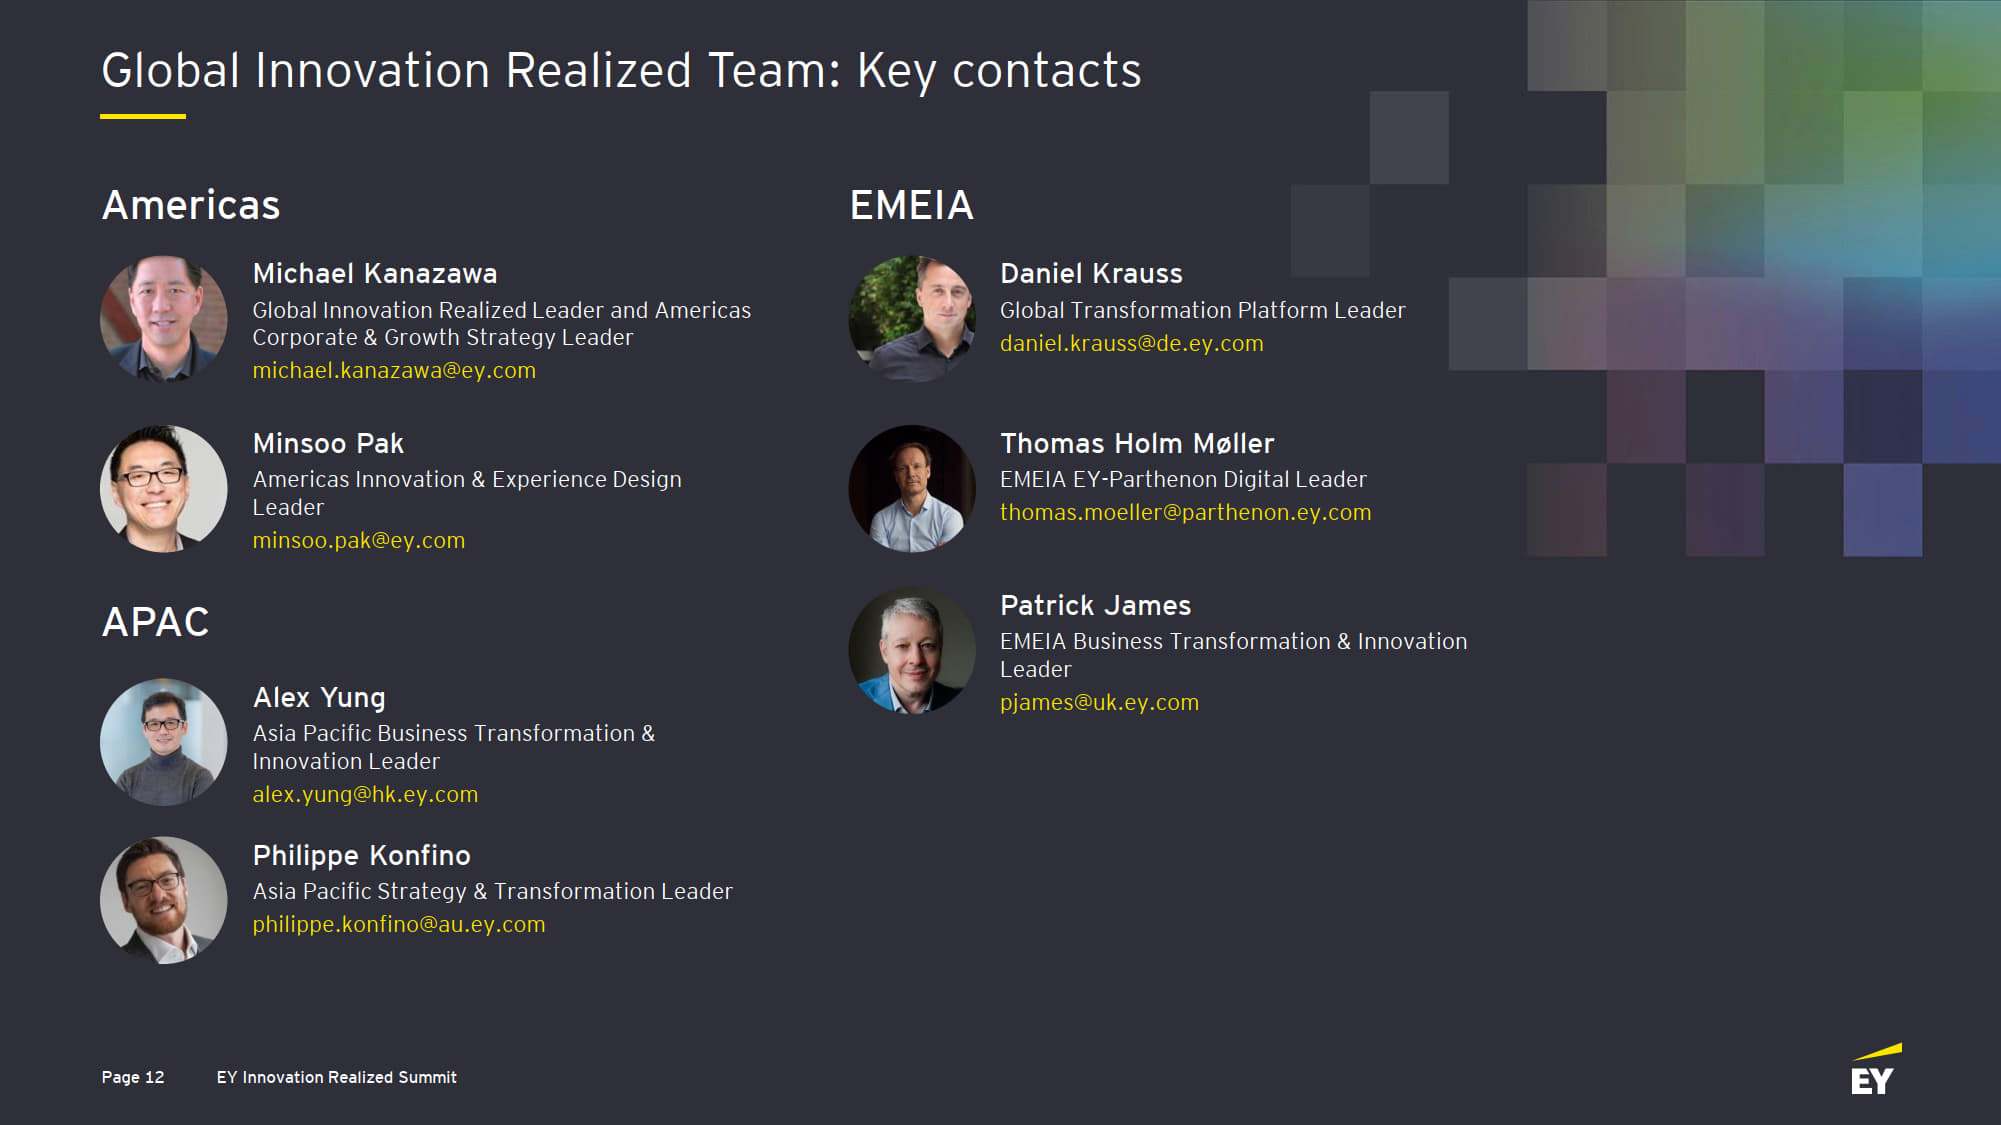 Global Innovation Realized Team: Key contacts
Americas
Michael Kanazawa
Global Innovation Realized Leader and Americas
Corporate & Growth Strategy Leader
michael.kanazawa@ey.com
Minsoo Pak
Americas Innovation & Experience Design
Leader
minsoo.pak@ey.com
APAC
Alex Yung
Asia Pacific Business Transformation &
Innovation Leader
alex.yung@hk.ey.com
Philippe Konfino
Asia Pacific Strategy & Transformation Leader
philippe.konfino@au.ey.com
EMEIA
Daniel Krauss
Global Transformation Platform Leader
daniel.krauss@de.ey.com
Thomas Holm Møller
EMEIA EY-Parthenon Digital Leader
thomas.moeller@parthenon.ey.com
Patrick James
EMEIA Business Transformation & Innovation
Leader
pjames@uk.ey.com
Page 12 EY Innovation Realized Summit
EY